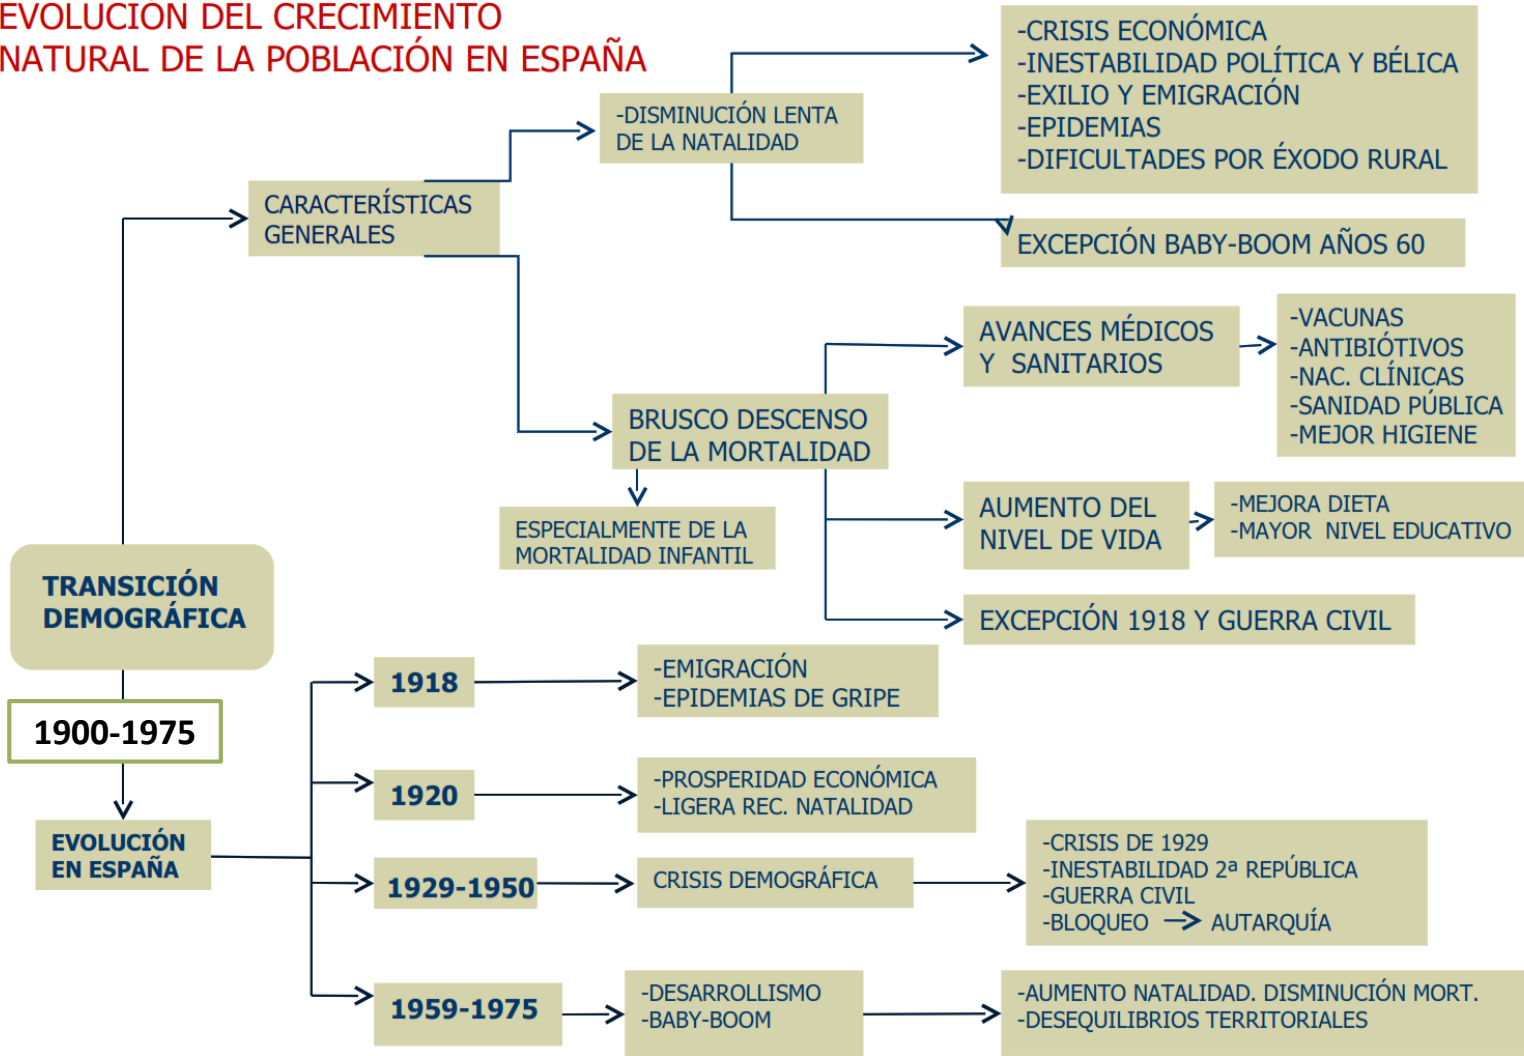 EVOLUCIÓN DEL CRECIMIENTO
NATURAL DE LA POBLACIÓN EN ESPAÑA
TRANSICIÓN
DEMOGRÁFICA
1900-1975
CARACTERÍSTICAS
GENERALES
-DISMINUCIÓN LENTA
DE LA NATALIDAD
-CRISIS ECONÓMICA
-INESTABILIDAD POLÍTICA Y BÉLICA
-EXILIO Y EMIGRACIÓN
-EPIDEMIAS
-DIFICULTADES POR ÉXODO RURAL
EXCEPCIÓN BABY-BOOM AÑOS 60
BRUSCO DESCENSO
DE LA MORTALIDAD
ESPECIALMENTE DE LA
MORTALIDAD INFANTIL
AVANCES MÉDICOS
Y SANITARIOS
-VACUNAS
-ANTIBIÓTIVOS
-NAC. CLÍNICAS
-SANIDAD PÚBLICA
-MEJOR HIGIENE
AUMENTO DEL
NIVEL DE VIDA
-MEJORA DIETA
-MAYOR NIVEL EDUCATIVO
EXCEPCIÓN 1918 Y GUERRA CIVIL
EVOLUCIÓN
EN ESPAÑA
1918
-EMIGRACIÓN
-EPIDEMIAS DE GRIPE
1920
-PROSPERIDAD ECONÓMICA
-LIGERA REC. NATALIDAD
1929-1950
CRISIS DEMOGRÁFICA
-CRISIS DE 1929
-INESTABILIDAD 2ª REPÚBLICA
-GUERRA CIVIL
-BLOQUEO AUTARQUÍA
1959-1975
-DESARROLLISMO
-BABY-BOOM
-AUMENTO NATALIDAD. DISMINUCIÓN MORT.
-DESEQUILIBRIOS TERRITORIALES